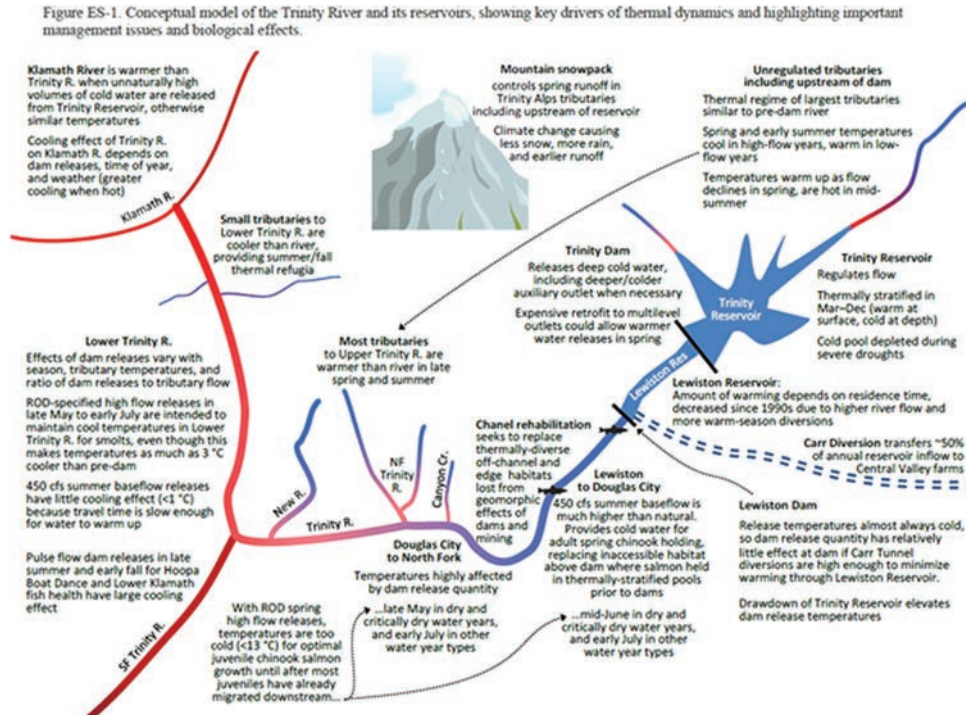 Figure ES-1. Conceptual model of the Trinity River and its reservoirs, showing key drivers of thermal dynamics and highlighting important
management issues and biological effects.
Klamath River is warmer than
Trinity R. when unnaturally high
volumes of cold water are released
from Trinity Reservoir, otherwise
similar temperatures
Cooling effect of Trinity R.
on Klamath R. depends on
dam releases, time of year,
and weather (greater
cooling when hot)
Klamath R.
Mountain snowpack
controls spring runoff in
Trinity Alps tributaries
including upstream of reservoir
Climate change causing
less snow, more rain,
and earlier runoff
Unregulated tributaries
including upstream of dam
Thermal regime of largest tributaries
similar to pre-dam river
Spring and early summer temperatures
cool in high-flow years, warm in low-
flow years
Temperatures warm up as flow
declines in spring, are hot in mid-
summer
Small tributaries to
Lower Trinity R. are
cooler than river,
providing summer/fall
thermal refugia
Trinity Dam
Releases deep cold water,
including deeper/colder
auxiliary outlet when necessary
Expensive retrofit to multilevel
outlets could allow warmer
water releases in spring
Trinity
Reservoir
Trinity Reservoir
Regulates flow
Thermally stratified in
Mar–Dec (warm at
surface, cold at depth)
Cold pool depleted during
severe droughts
Lower Trinity R.
Effects of dam releases vary with
season, tributary temperatures, and
ratio of dam releases to tributary flow
ROD-specified high flow releases in
late May to early July are intended to
maintain cool temperatures in Lower
Trinity R. for smolts, even though this
makes temperatures as much as 3 °C
cooler than pre-dam
450 cfs summer baseflow releases
have little cooling effect (<1 °C)
because travel time is slow enough
for water to warm up
Pulse flow dam releases in late
summer and early fall for Hoopa
Boat Dance and Lower Klamath
fish health have large cooling
effect
Most tributaries
to Upper Trinity R. are
warmer than river in late
spring and summer
Lewiston Res
Lewiston Reservoir:
Amount of warming depends on residence time,
decreased since 1990s due to higher river flow and
more warm-season diversions
Carr Diversion transfers ~50%
of annual reservoir inflow to
Central Valley farms
Chanel rehabilitation
seeks to replace
thermally-diverse
off-channel and
edge habitats
lost from
geomorphic
effects of
dams and
mining
New R.
NF
Trinity
R.
Canyon Cr.
Trinity R.
SF Trinity R.
Lewiston
to Douglas City
450 cfs summer baseflow is
much higher than natural.
Provides cold water for
adult spring chinook holding,
replacing inaccessible habitat
above dam where salmon held
in thermally-stratified pools
prior to dams
Lewiston Dam
Release temperatures almost always cold,
so dam release quantity has relatively
little effect at dam if Carr Tunnel
diversions are high enough to minimize
warming through Lewiston Reservoir.
Drawdown of Trinity Reservoir elevates
dam release temperatures
Douglas City
to North Fork
Temperatures highly affected
by dam release quantity
With ROD spring
high flow releases,
temperatures are too
cold (<13 °C) for optimal
juvenile chinook salmon
growth until after most
juveniles have already
migrated downstream...
...late May in dry and
critically dry water years,
and early July in other
water year types
...mid-June in dry and
critically dry water years,
and early July in other
water year types